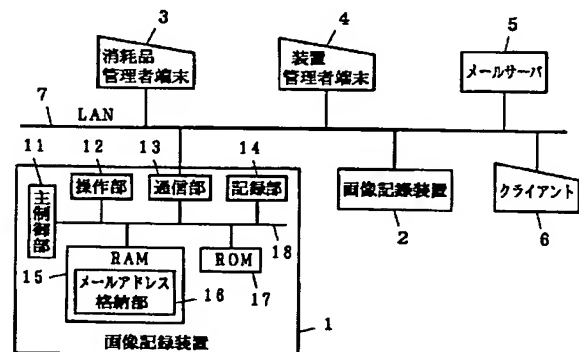 3
4
5
消耗品
管理者端末
装置
管理者端末
メールサーバ
7
LAN
11
12
13
14
主制御部
操作部
通信部
記録部
画像記録装置
2
クライアント
6
18
RAM
15
メールアドレス
格納部
16
ROM
17
画像記録装置
1